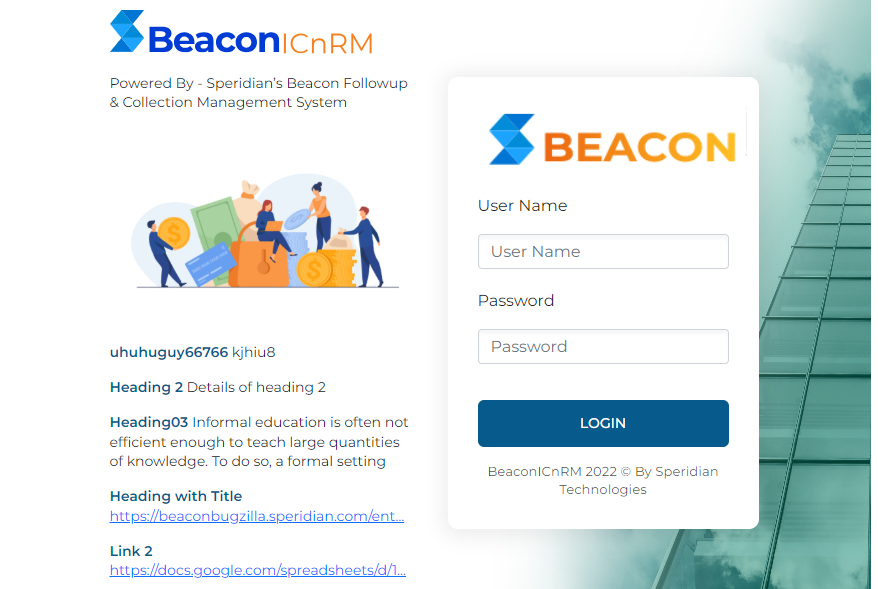 BeaconICnRM
Powered By - Speridian's Beacon Followup
& Collection Management System
uhuhuguy66766 kjhiu8
Heading 2 Details of heading 2
Heading03 Informal education is often not
efficient enough to teach large quantities
of knowledge. To do so, a formal setting
Heading with Title
https://beaconbugzilla.speridian.com/ent...
Link 2
https://docs.google.com/spreadsheets/d/1...
BEACON
User Name
User Name
Password
Password
LOGIN
BeaconICnRM 2022 © By Speridian
Technologies